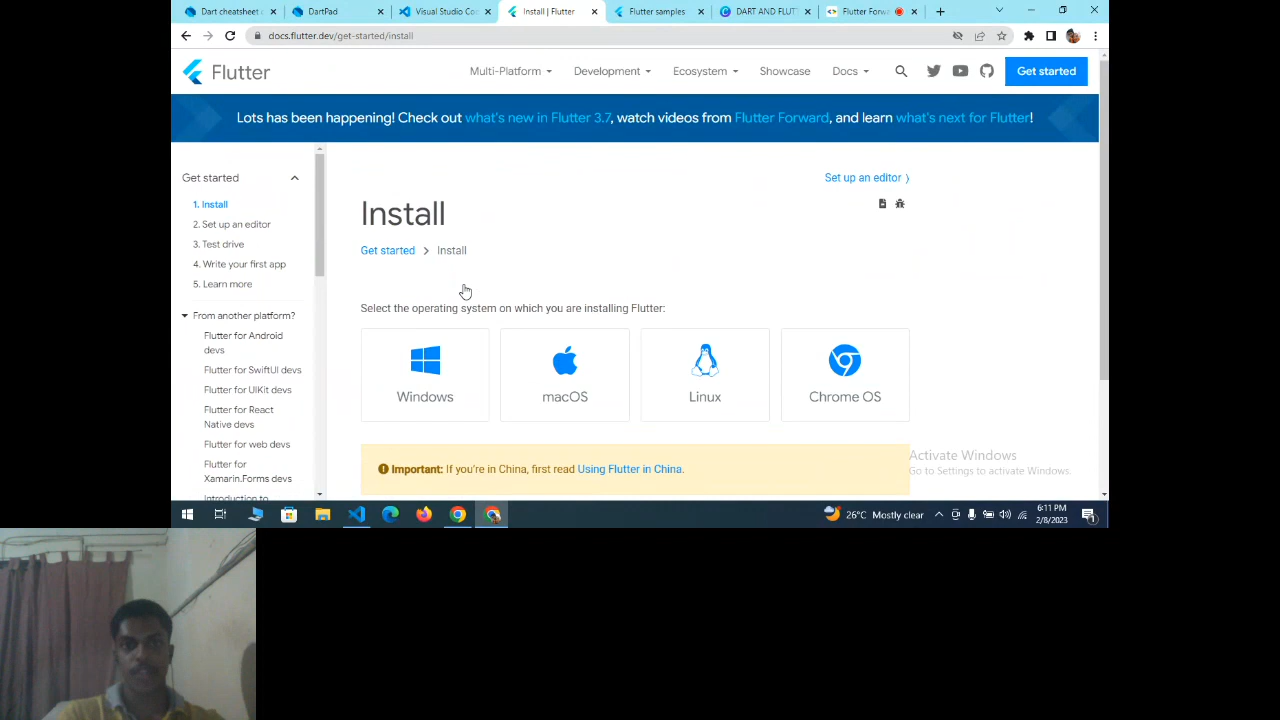 Dart cheatsheet
DartPad
Visual Studio Co
Install | Flutter
Flutter samples
DART AND FLUT
Flutter Forw
docs.flutter.dev/get-started/install
Flutter
Multi-Platform
Development
Ecosystem
Showcase
Docs
Get started
Lots has been happening! Check out what's new in Flutter 3.7, watch videos from Flutter Forward, and learn what's next for Flutter!
Get started
1. Install
2. Set up an editor
3. Test drive
4. Write your first app
5. Learn more
From another platform?
Flutter for Android
devs
Flutter for SwiftUI devs
Flutter for UIKit devs
Flutter for React
Native devs
Flutter for web devs
Flutter for
Xamarin.Forms devs
Introduction to
Set up an editor ⟩
Install
Get started > Install
Select the operating system on which you are installing Flutter:
Windows
macOS
Linux
Chrome OS
Important: If you're in China, first read Using Flutter in China.
Activate Windows
Go to Settings to activate Windows.
26°C Mostly clear
6:11 PM
2/8/2023
1